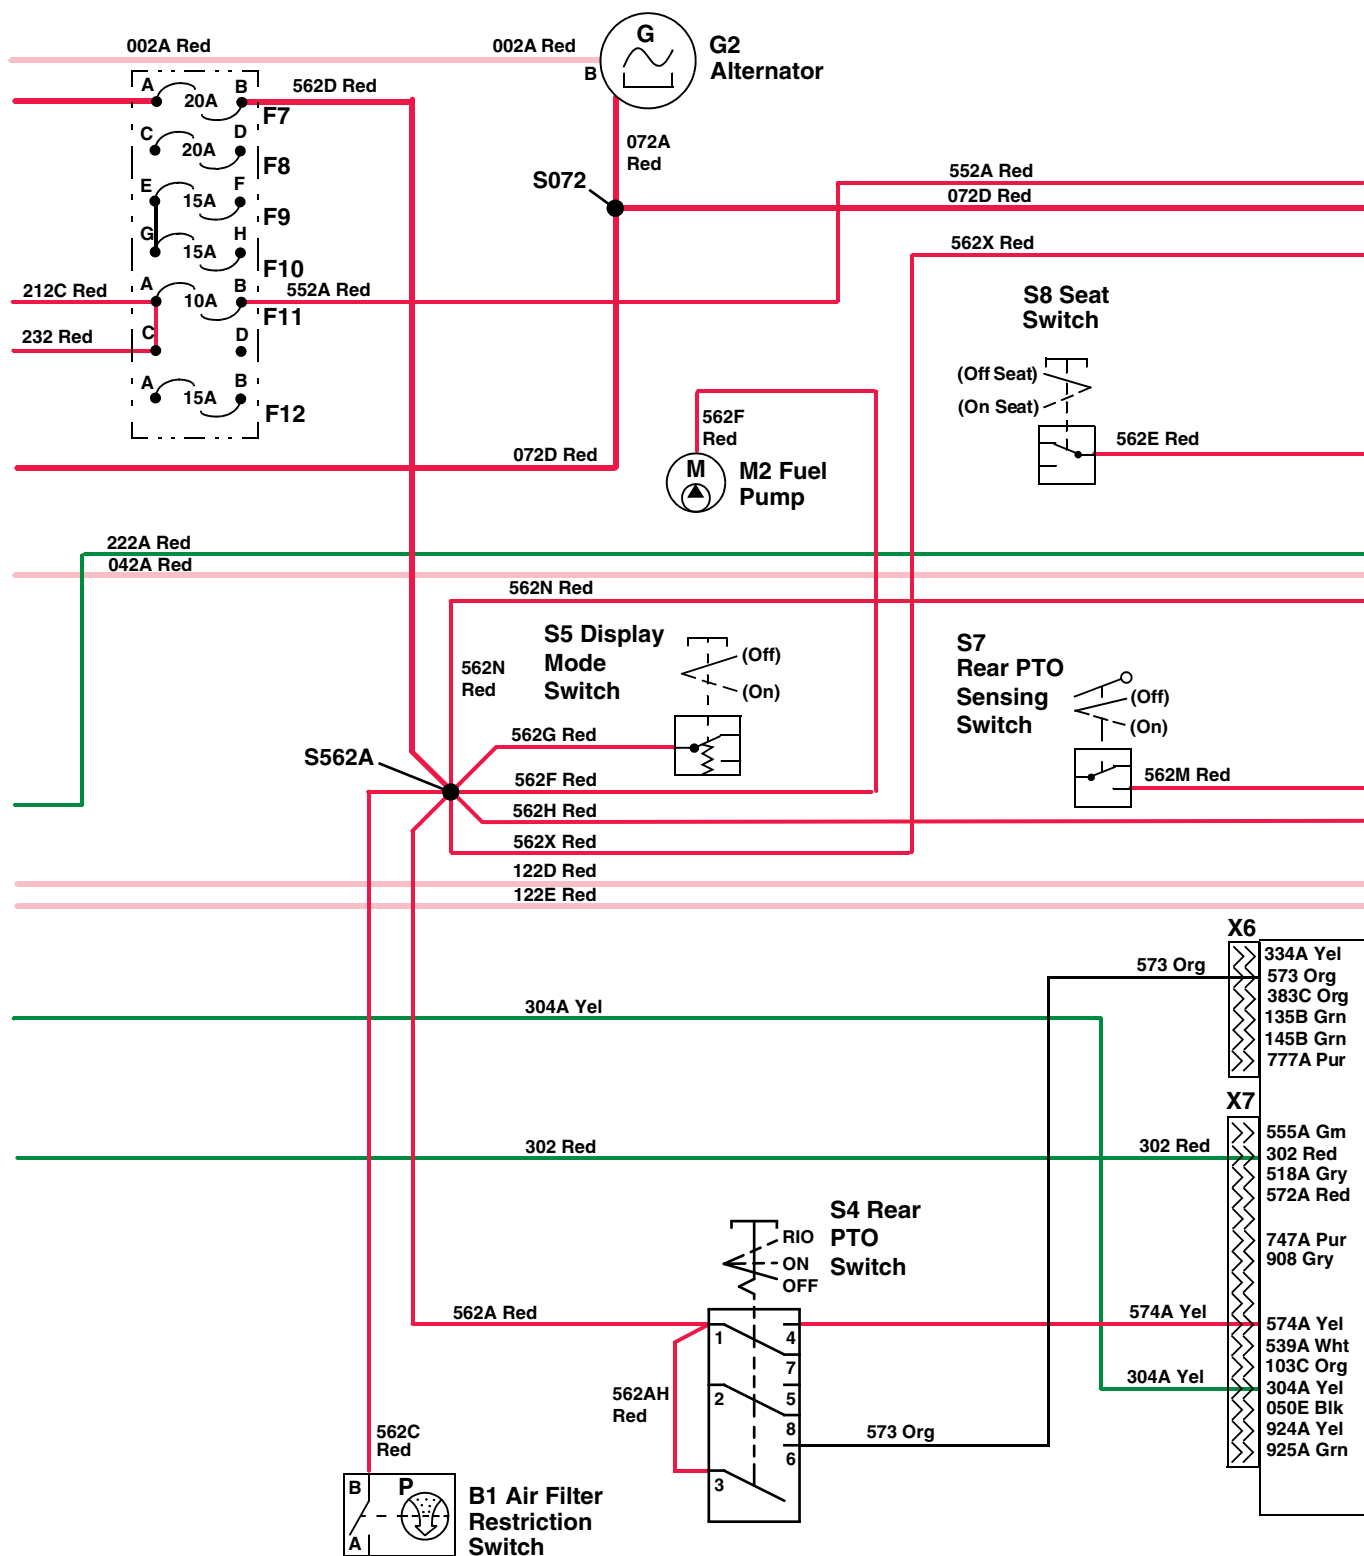 002A Red
002A Red
G
B
G2
Alternator
A
20A
B
562D Red
F7
C
20A
D
F8
E
15A
F
F9
G
15A
H
F10
212C Red
A
10A
B
552A Red
F11
232 Red
C
D
A
15A
B
F12
072A
Red
S072
552A Red
072D Red
562X Red
S8 Seat
Switch
(Off Seat)
(On Seat)
562E Red
072D Red
562F
Red
M
M2 Fuel
Pump
222A Red
042A Red
562N Red
562N
Red
S5 Display
Mode
Switch
(Off)
(On)
S7
Rear PTO
Sensing
Switch
(Off)
(On)
562M Red
S562A
562G Red
562F Red
562H Red
562X Red
122D Red
122E Red
X6
573 Org
334A Yel
573 Org
383C Org
135B Grn
145B Grn
777A Pur
304A Yel
X7
302 Red
302 Red
555A Gm
302 Red
518A Gry
572A Red
747A Pur
908 Gry
574A Yel
539A Wht
103C Org
304A Yel
050E Blk
924A Yel
925A Grn
S4 Rear
PTO
Switch
RIO
ON
OFF
562A Red
574A Yel
304A Yel
1
4
7
2
5
8
6
3
562AH
Red
573 Org
562C
Red
B
P
A
B1 Air Filter
Restriction
Switch